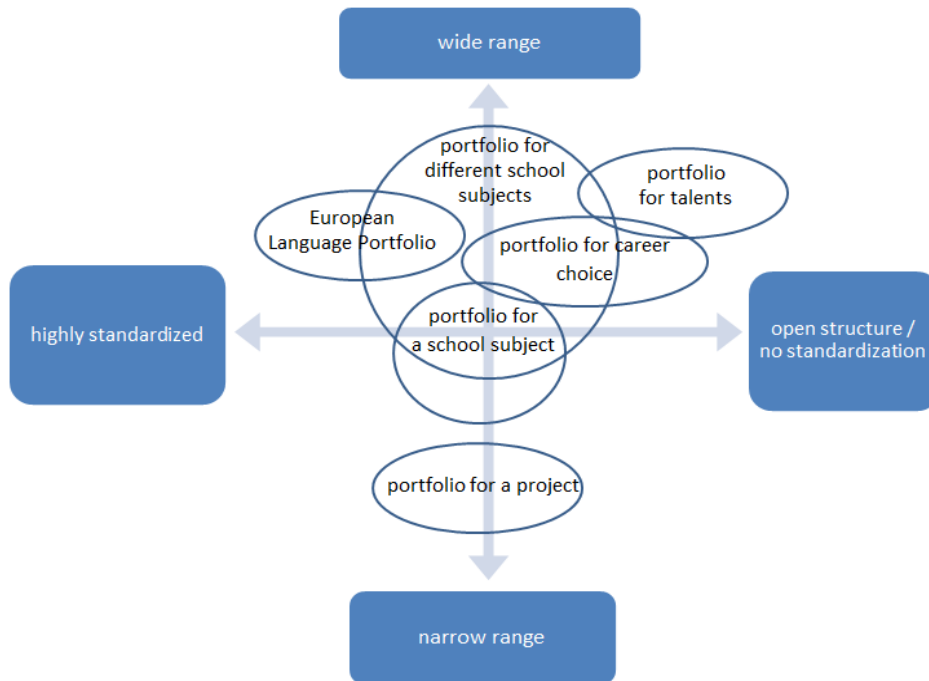 wide range
portfolio for
different school
subjects
portfolio
for talents
European
Language Portfolio
portfolio for career
choice
highly standardized
portfolio for
a school subject
open structure /
no standardization
portfolio for a project
narrow range